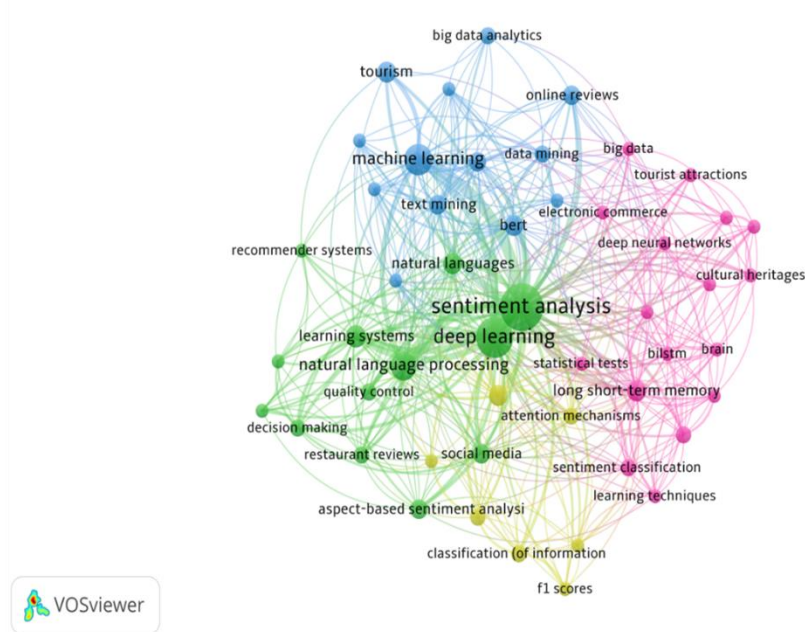 big data analytics
tourism
online reviews
big data
data mining
machine learning
tourist attractions
text mining
electronic commerce
bert
deep neural networks
recommender systems
natural languages
cultural heritages
sentiment analysis
learning systems
deep learning
bilstm
brain
statistical tests
natural language processing
quality control
long short-term memory
attention mechanisms
decision making
restaurant reviews
social media
sentiment classification
learning techniques
aspect-based sentiment analysi
classification (of information
f1 scores
VOSviewer